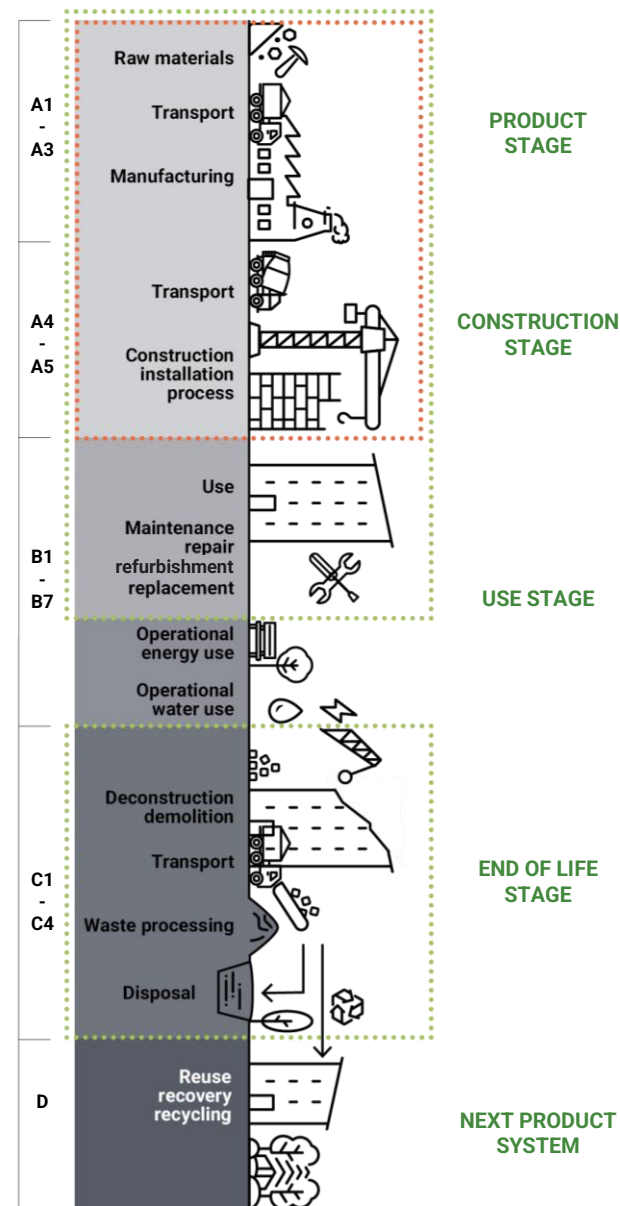 A1
-
A3
Raw materials
Transport
Manufacturing
PRODUCT
STAGE
A4
-
A5
Transport
Construction
installation
process
CONSTRUCTION
STAGE
B1
-
B7
Use
Maintenance
repair
refurbishment
replacement
Operational
energy use
Operational
water use
USE STAGE
C1
-
C4
Deconstruction
demolition
Transport
Waste processing
Disposal
END OF LIFE
STAGE
D
Reuse
recovery
recycling
NEXT PRODUCT
SYSTEM